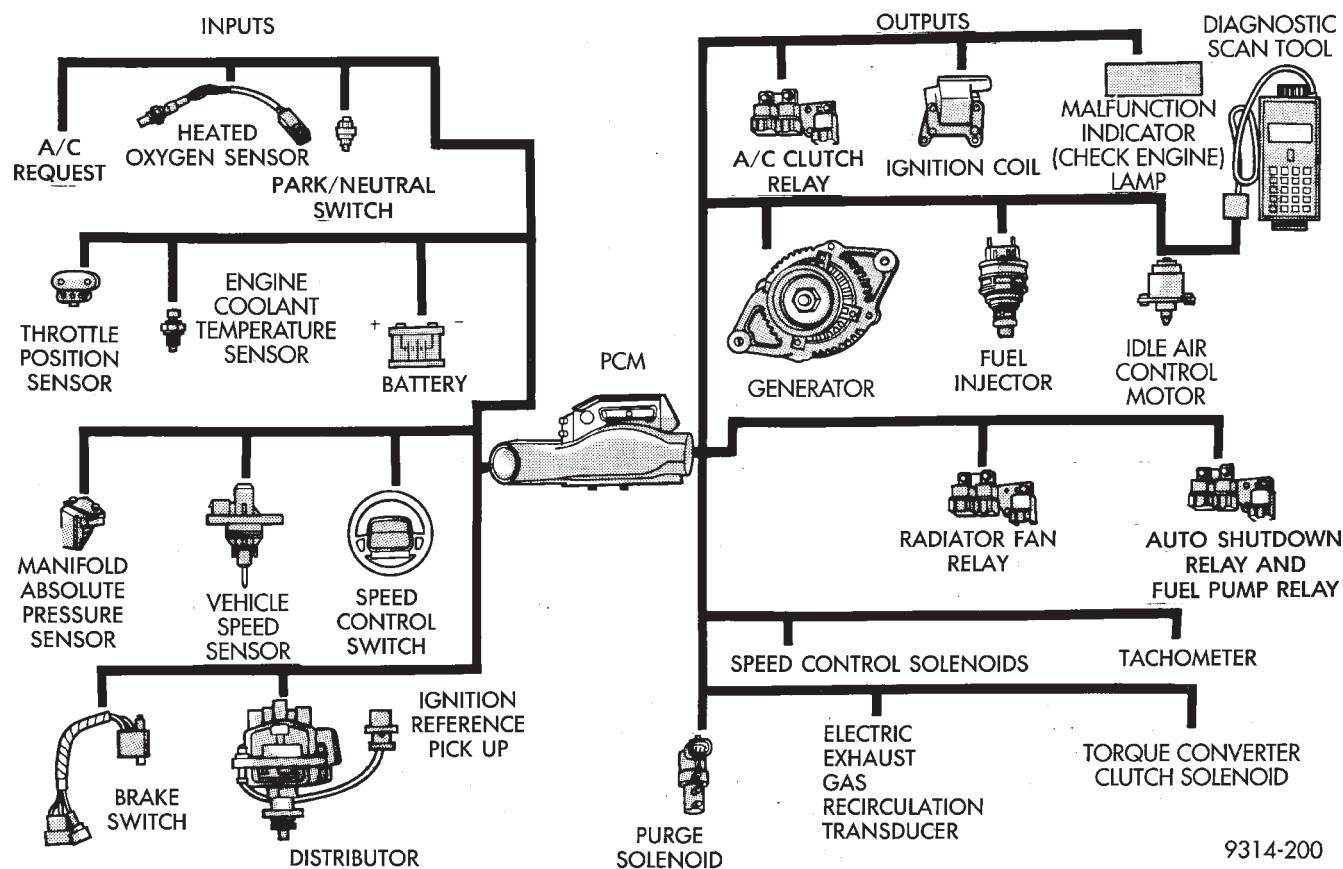 INPUTS
A/C
REQUEST
HEATED
OXYGEN SENSOR
PARK/NEUTRAL
SWITCH
THROTTLE
POSITION
SENSOR
ENGINE
COOLANT
TEMPERATURE
SENSOR
+ −
BATTERY
MANIFOLD
ABSOLUTE
PRESSURE
SENSOR
VEHICLE
SPEED
SENSOR
SPEED
CONTROL
SWITCH
BRAKE
SWITCH
DISTRIBUTOR
IGNITION
REFERENCE
PICK UP
PCM
OUTPUTS
A/C CLUTCH
RELAY
IGNITION COIL
MALFUNCTION
INDICATOR
(CHECK ENGINE)
LAMP
DIAGNOSTIC
SCAN TOOL
GENERATOR
FUEL
INJECTOR
IDLE AIR
CONTROL
MOTOR
RADIATOR FAN
RELAY
AUTO SHUTDOWN
RELAY AND
FUEL PUMP RELAY
SPEED CONTROL SOLENOIDS
TACHOMETER
PURGE
SOLENOID
ELECTRIC
EXHAUST
GAS
RECIRCULATION
TRANSDUCER
TORQUE CONVERTER
CLUTCH SOLENOID
9314-200